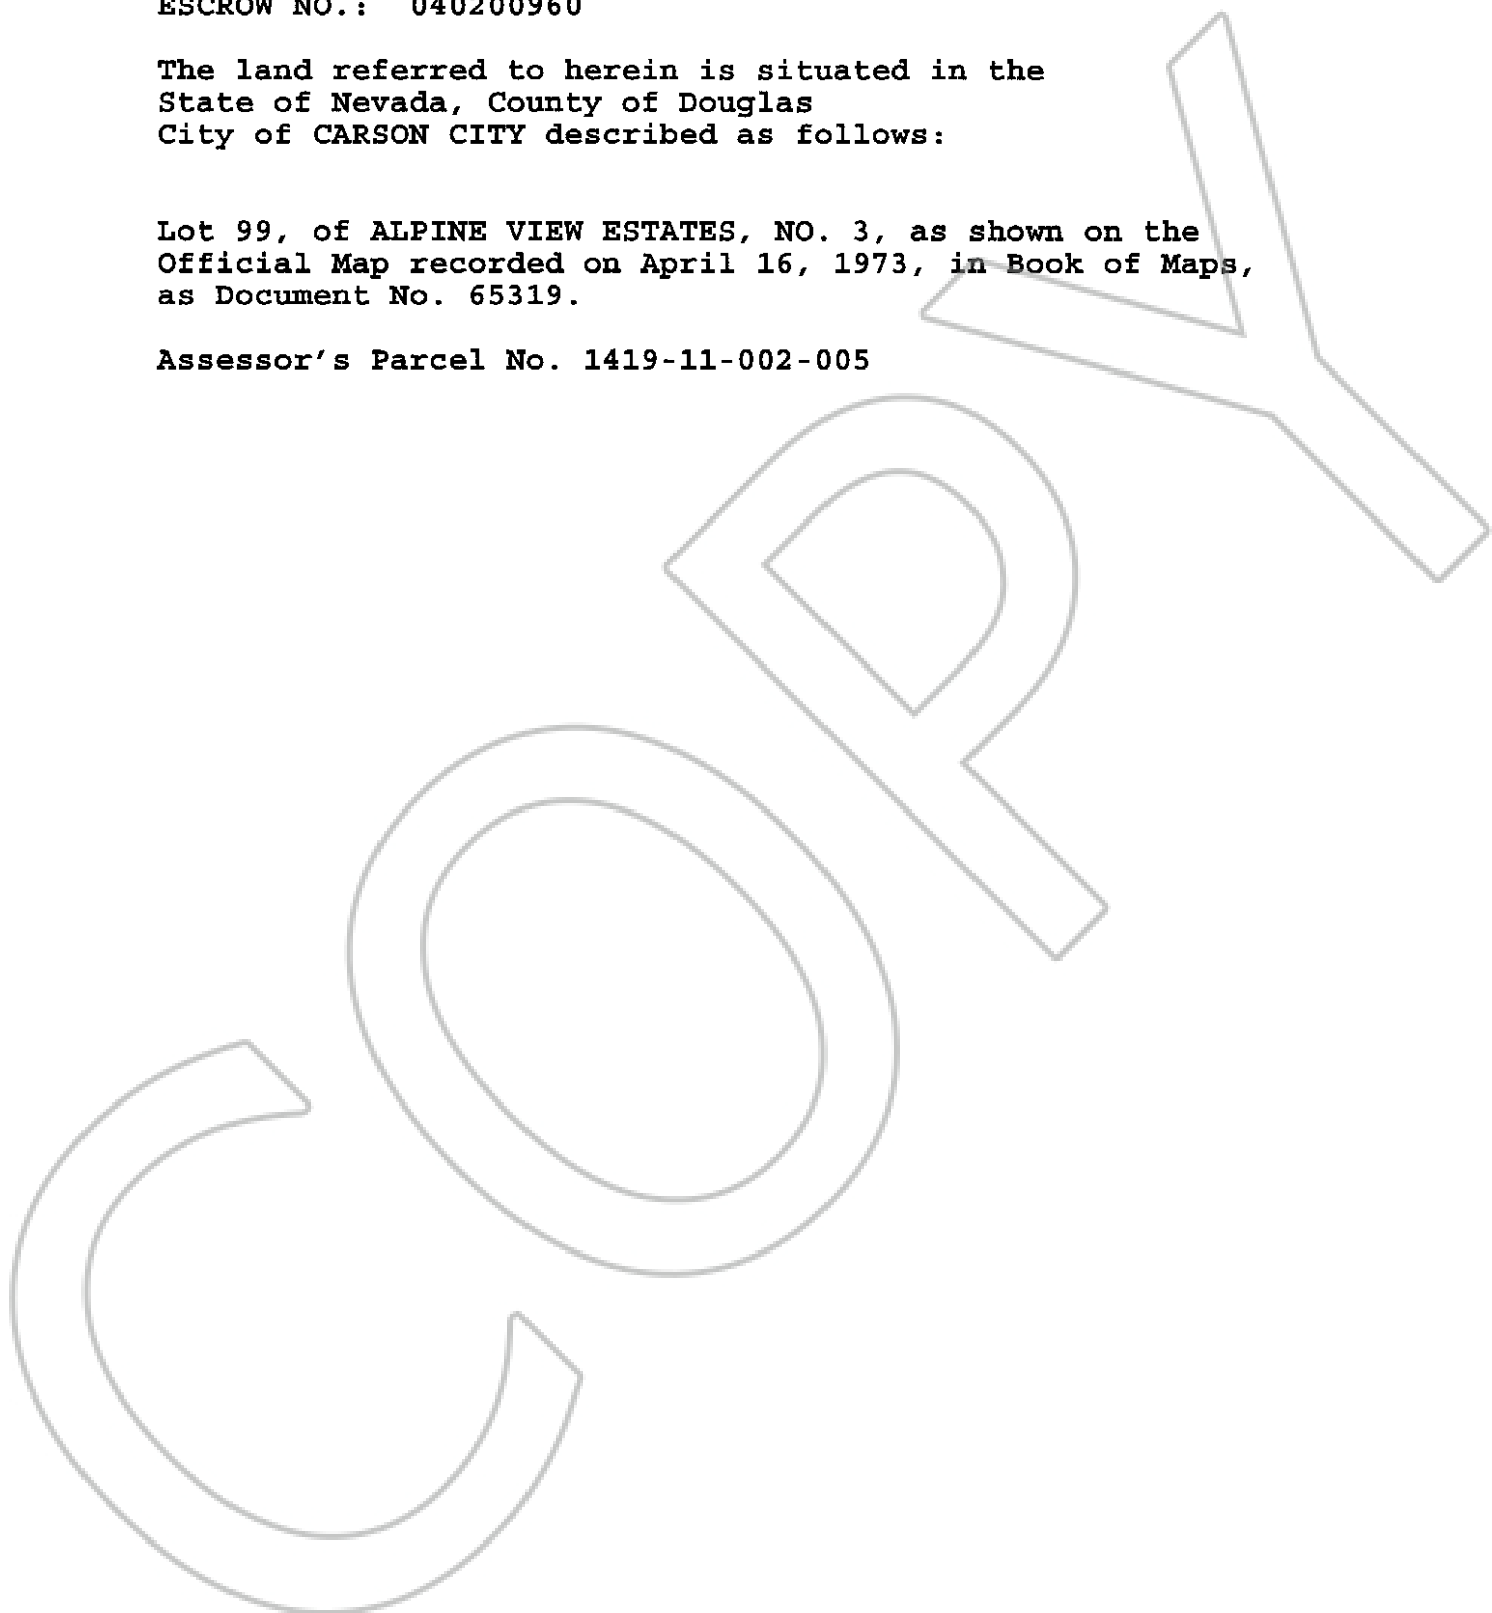 ESCROW NO.: 040200960
The land referred to herein is situated in the
State of Nevada, County of Douglas
City of CARSON CITY described as follows:
Lot 99, of ALPINE VIEW ESTATES, NO. 3, as shown on the
Official Map recorded on April 16, 1973, in Book of Maps,
as Document No. 65319.
Assessor's Parcel No. 1419-11-002-005
COPY